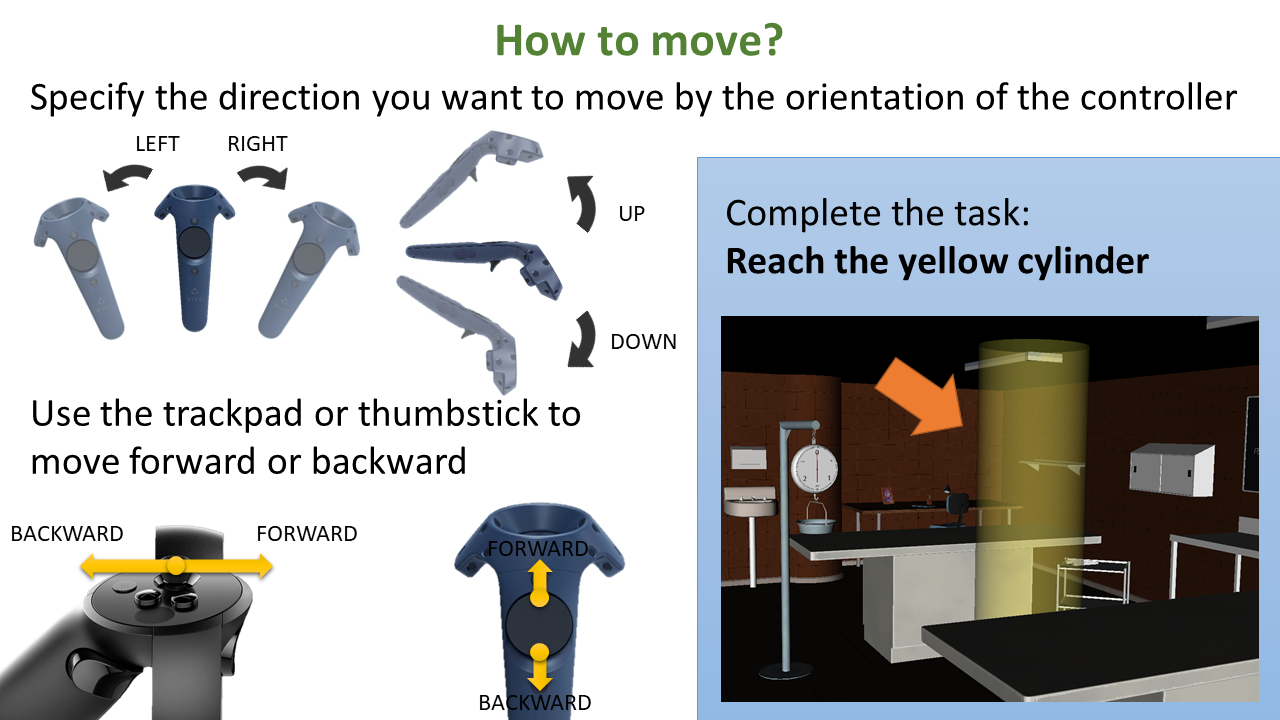 How to move?
Specify the direction you want to move by the orientation of the controller
LEFT
RIGHT
UP
DOWN
Use the trackpad or thumbstick to
move forward or backward
BACKWARD
FORWARD
FORWARD
BACKWARD
Complete the task:
Reach the yellow cylinder